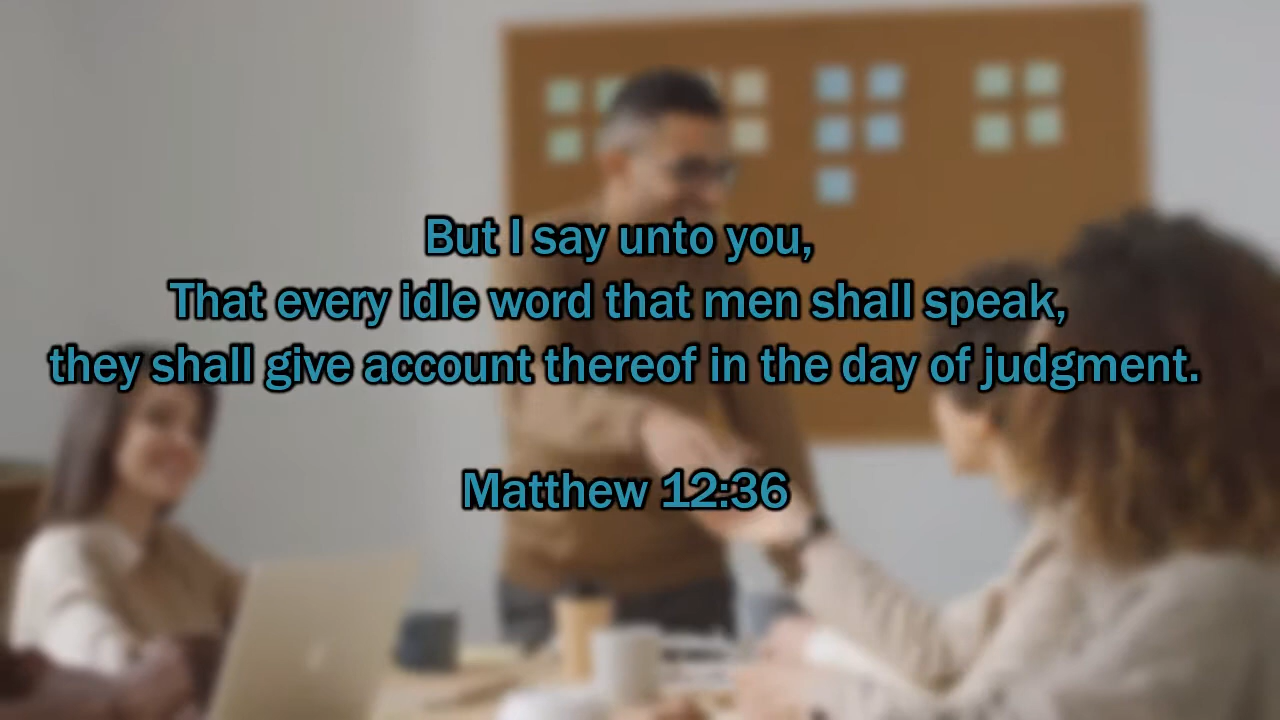 But I say unto you,
That every idle word that men shall speak,
they shall give account thereof in the day of judgment.
Matthew 12:36